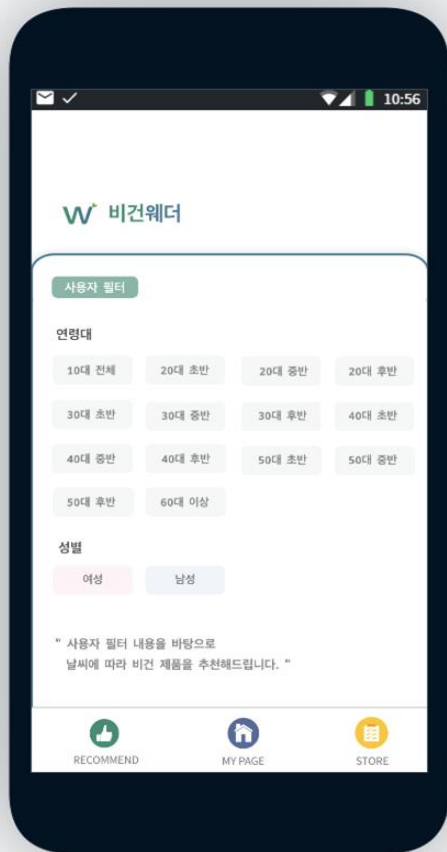 10:56
비건웨더
사용자 필터
연령대
10대 전체 20대 초반 20대 중반 20대 후반
30대 초반 30대 중반 30대 후반 40대 초반
40대 중반 40대 후반 50대 초반 50대 중반
50대 후반 60대 이상
성별
여성 남성
" 사용자 필터 내용을 바탕으로
날씨에 따라 비건 제품을 추천해드립니다. "
RECOMMEND MY PAGE STORE